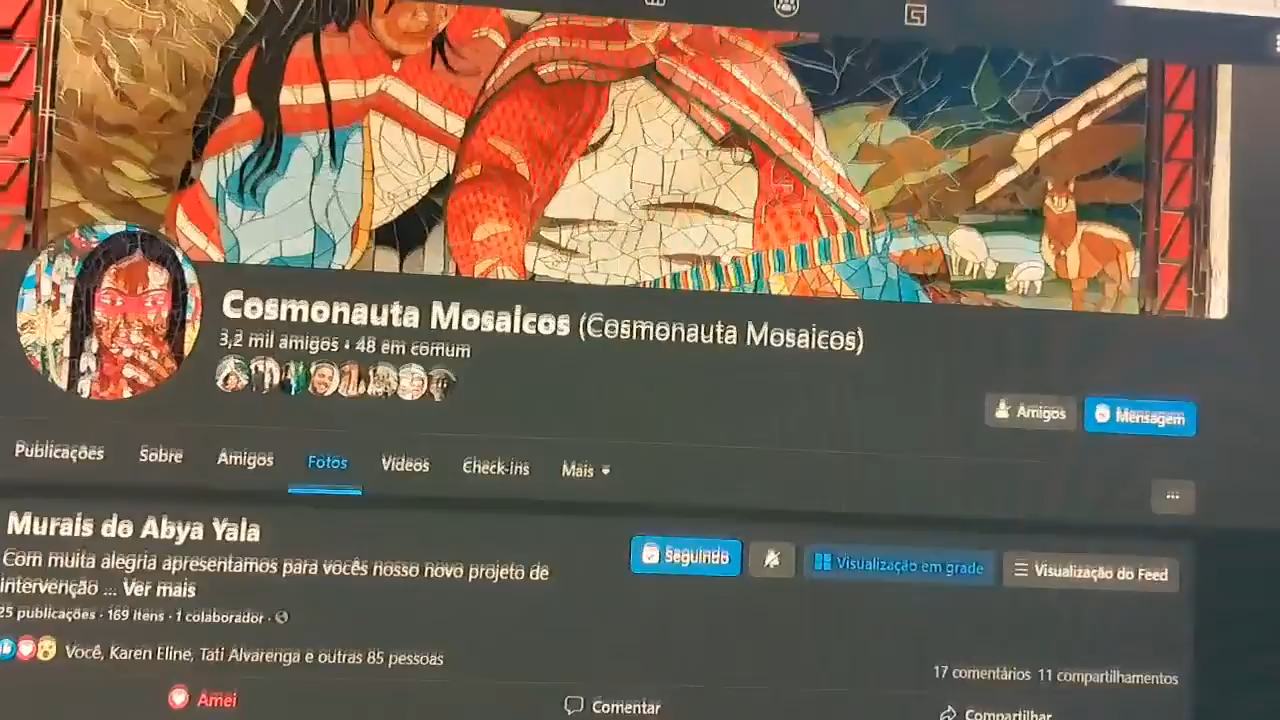 Cosmonauta Mosaicos (Cosmonauta Mosaicos)
3,2 mil amigos • 48 em comum
Amigos
Mensagem
Publicações Sobre Amigos Fotos Vídeos Check-ins Mais
Murais de Abya Yala
Com muita alegria apresentamos para vocês nosso novo projeto de
intervenção ... Ver mais
Seguindo
Visualização em grade
Visualização do Feed
25 publicações · 169 itens · 1 colaborador ·
Você, Karen Eline, Tati Alvarenga e outras 85 pessoas
17 comentários 11 compartilhamentos
Amei
Comentar
Compartilhar